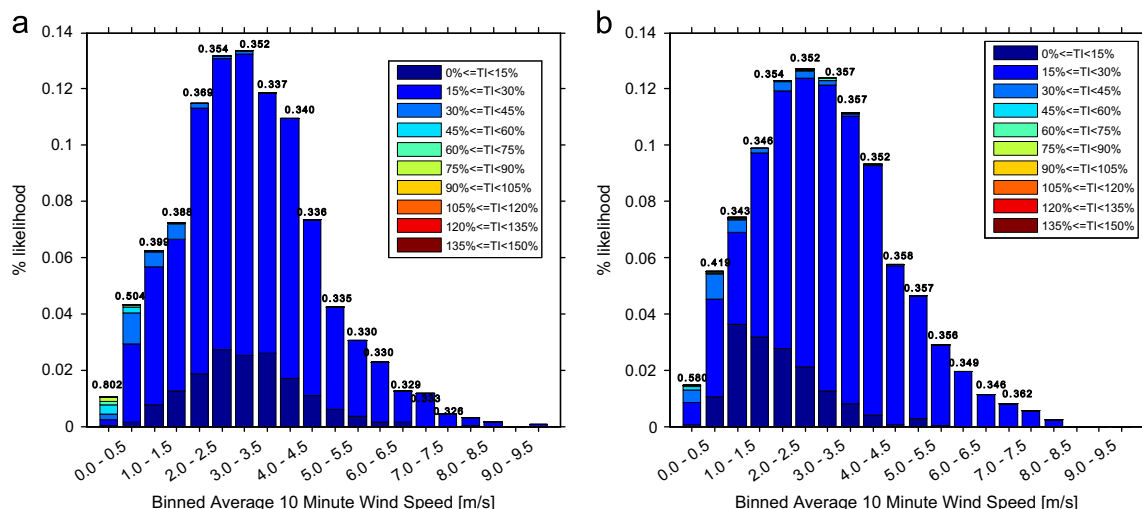 a
0.14
0.12
0.1
0.08
0.06
0.04
0.02
0
% likelihood
0.802
0.504
0.399
0.388
0.369
0.354
0.352
0.337
0.340
0.336
0.335
0.330
0.330
0.329
0.333
0.326
0%<=TI<15%
15%<=TI<30%
30%<=TI<45%
45%<=TI<60%
60%<=TI<75%
75%<=TI<90%
90%<=TI<105%
105%<=TI<120%
120%<=TI<135%
135%<=TI<150%
0.0 - 0.5
1.0 - 1.5
2.0 - 2.5
3.0 - 3.5
4.0 - 4.5
5.0 - 5.5
6.0 - 6.5
7.0 - 7.5
8.0 - 8.5
9.0 - 9.5
Binned Average 10 Minute Wind Speed [m/s]
b
0.14
0.12
0.1
0.08
0.06
0.04
0.02
0
% likelihood
0.580
0.419
0.343
0.346
0.354
0.352
0.357
0.357
0.352
0.358
0.357
0.356
0.349
0.346
0.362
0%<=TI<15%
15%<=TI<30%
30%<=TI<45%
45%<=TI<60%
60%<=TI<75%
75%<=TI<90%
90%<=TI<105%
105%<=TI<120%
120%<=TI<135%
135%<=TI<150%
0.0 - 0.5
1.0 - 1.5
2.0 - 2.5
3.0 - 3.5
4.0 - 4.5
5.0 - 5.5
6.0 - 6.5
7.0 - 7.5
8.0 - 8.5
9.0 - 9.5
Binned Average 10 Minute Wind Speed [m/s]